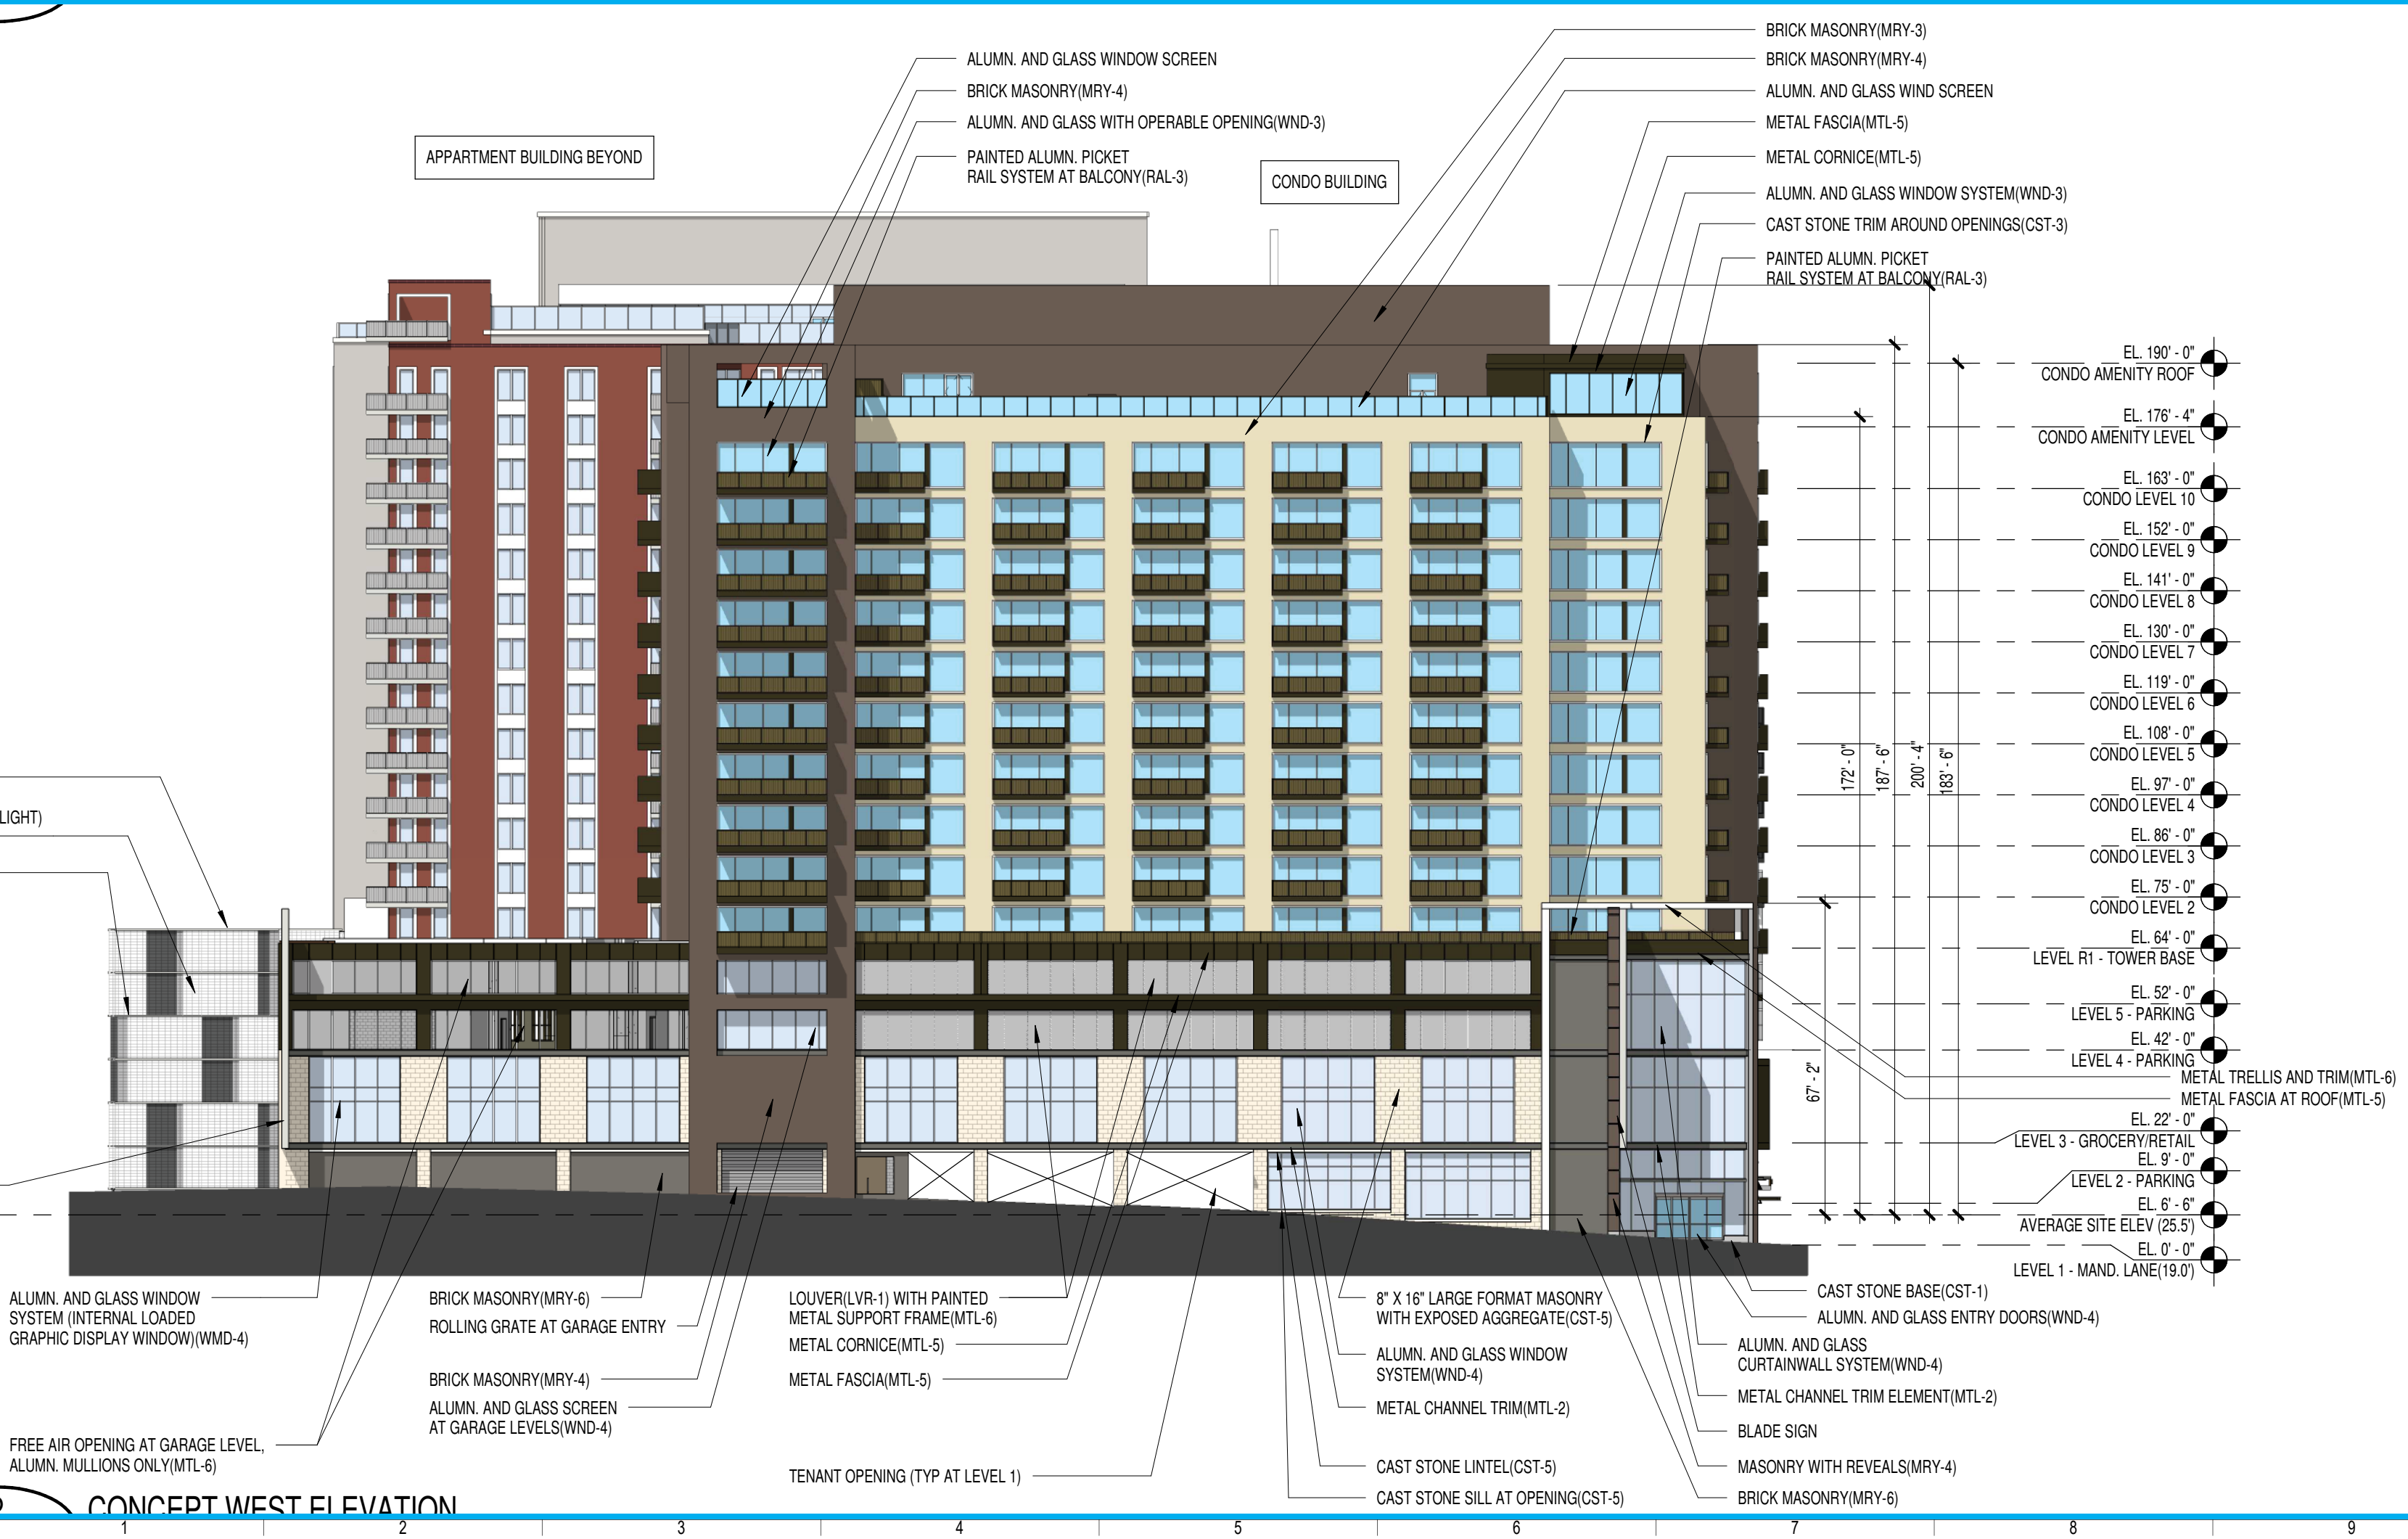 ALUMN. AND GLASS WINDOW SCREEN
BRICK MASONRY(MRY-4)
ALUMN. AND GLASS WITH OPERABLE OPENING(WND-3)
PAINTED ALUMN. PICKET
RAIL SYSTEM AT BALCONY(RAL-3)
APPARTMENT BUILDING BEYOND
CONDO BUILDING
BRICK MASONRY(MRY-3)
BRICK MASONRY(MRY-4)
ALUMN. AND GLASS WIND SCREEN
METAL FASCIA(MTL-5)
METAL CORNICE(MTL-5)
ALUMN. AND GLASS WINDOW SYSTEM(WND-3)
CAST STONE TRIM AROUND OPENINGS(CST-3)
PAINTED ALUMN. PICKET
RAIL SYSTEM AT BALCONY(RAL-3)
EL. 190' - 0"
CONDO AMENITY ROOF
EL. 176' - 4"
CONDO AMENITY LEVEL
EL. 163' - 0"
CONDO LEVEL 10
EL. 152' - 0"
CONDO LEVEL 9
EL. 141' - 0"
CONDO LEVEL 8
EL. 130' - 0"
CONDO LEVEL 7
EL. 119' - 0"
CONDO LEVEL 6
EL. 108' - 0"
CONDO LEVEL 5
EL. 97' - 0"
CONDO LEVEL 4
EL. 86' - 0"
CONDO LEVEL 3
EL. 75' - 0"
CONDO LEVEL 2
EL. 64' - 0"
LEVEL R1 - TOWER BASE
EL. 52' - 0"
LEVEL 5 - PARKING
EL. 42' - 0"
LEVEL 4 - PARKING
METAL TRELLIS AND TRIM(MTL-6)
METAL FASCIA AT ROOF(MTL-5)
EL. 22' - 0"
LEVEL 3 - GROCERY/RETAIL
EL. 9' - 0"
LEVEL 2 - PARKING
EL. 6' - 6"
AVERAGE SITE ELEV (25.5')
EL. 0' - 0"
LEVEL 1 - MAND. LANE(19.0')
172' - 0"
187' - 6"
200' - 4"
183' - 6"
67' - 2"
LIGHT)
ALUMN. AND GLASS WINDOW
SYSTEM (INTERNAL LOADED
GRAPHIC DISPLAY WINDOW)(WMD-4)
FREE AIR OPENING AT GARAGE LEVEL,
ALUMN. MULLIONS ONLY(MTL-6)
BRICK MASONRY(MRY-6)
ROLLING GRATE AT GARAGE ENTRY
BRICK MASONRY(MRY-4)
ALUMN. AND GLASS SCREEN
AT GARAGE LEVELS(WND-4)
LOUVER(LVR-1) WITH PAINTED
METAL SUPPORT FRAME(MTL-6)
METAL CORNICE(MTL-5)
METAL FASCIA(MTL-5)
TENANT OPENING (TYP AT LEVEL 1)
8" X 16" LARGE FORMAT MASONRY
WITH EXPOSED AGGREGATE(CST-5)
ALUMN. AND GLASS WINDOW
SYSTEM(WND-4)
METAL CHANNEL TRIM(MTL-2)
CAST STONE LINTEL(CST-5)
CAST STONE SILL AT OPENING(CST-5)
CAST STONE BASE(CST-1)
ALUMN. AND GLASS ENTRY DOORS(WND-4)
ALUMN. AND GLASS
CURTAINWALL SYSTEM(WND-4)
METAL CHANNEL TRIM ELEMENT(MTL-2)
BLADE SIGN
MASONRY WITH REVEALS(MRY-4)
BRICK MASONRY(MRY-6)
CONCEPT WEST ELEVATION
1 2 3 4 5 6 7 8 9